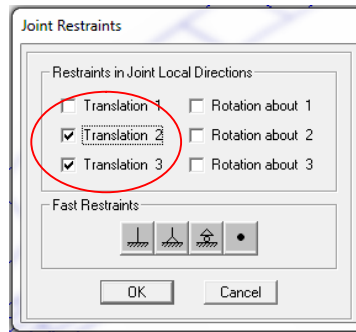 Joint Restraints
Restraints in Joint Local Directions
Translation 1 Rotation about 1
Translation 2 Rotation about 2
Translation 3 Rotation about 3
Fast Restraints
OK Cancel